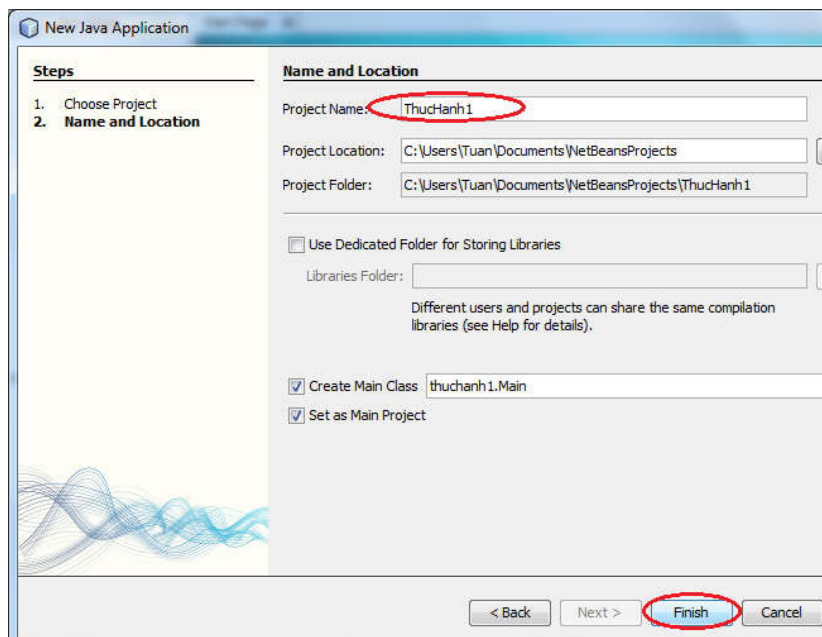 New Java Application
Steps
1. Choose Project
2. Name and Location
Name and Location
Project Name: ThucHanh1
Project Location: C:\Users\Tuan\Documents\NetBeansProjects
Project Folder: C:\Users\Tuan\Documents\NetBeansProjects\ThucHanh1
Use Dedicated Folder for Storing Libraries
Libraries Folder:
Different users and projects can share the same compilation
libraries (see Help for details).
Create Main Class thuchanh1.Main
Set as Main Project
< Back Next > Finish Cancel